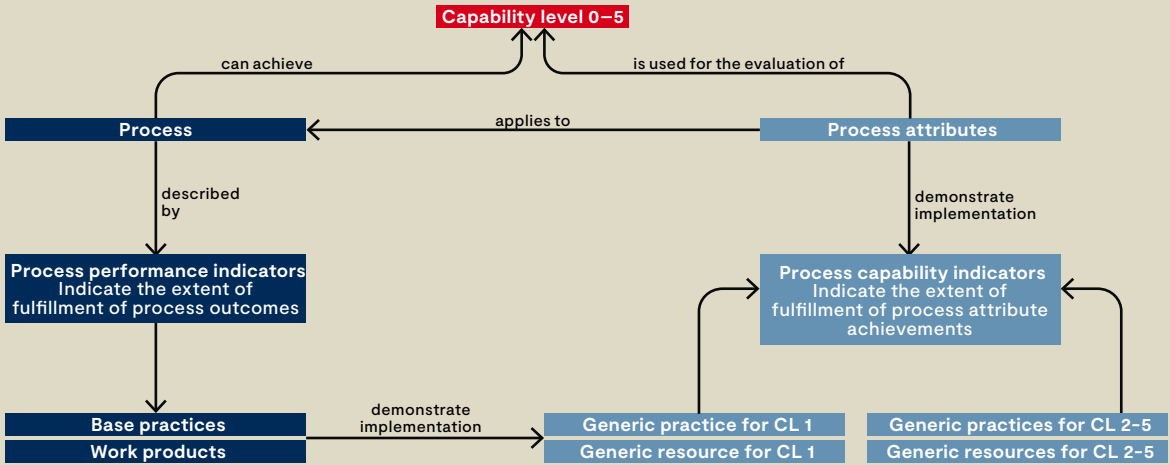 Capability level 0–5
can achieve
is used for the evaluation of
Process
applies to
Process attributes
described
by
demonstrate
implementation
Process performance indicators
Indicate the extent of
fulfillment of process outcomes
Process capability indicators
Indicate the extent of
fulfillment of process attribute
achievements
Base practices
Work products
demonstrate
implementation
Generic practice for CL 1
Generic resource for CL 1
Generic practices for CL 2-5
Generic resources for CL 2-5